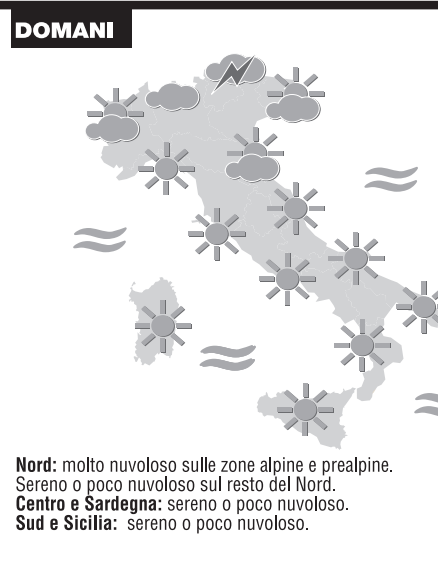 DOMANI
Nord: molto nuvoloso sulle zone alpine e prealpine.
Sereno o poco nuvoloso sul resto del Nord.
Centro e Sardegna: sereno o poco nuvoloso.
Sud e Sicilia: sereno o poco nuvoloso.